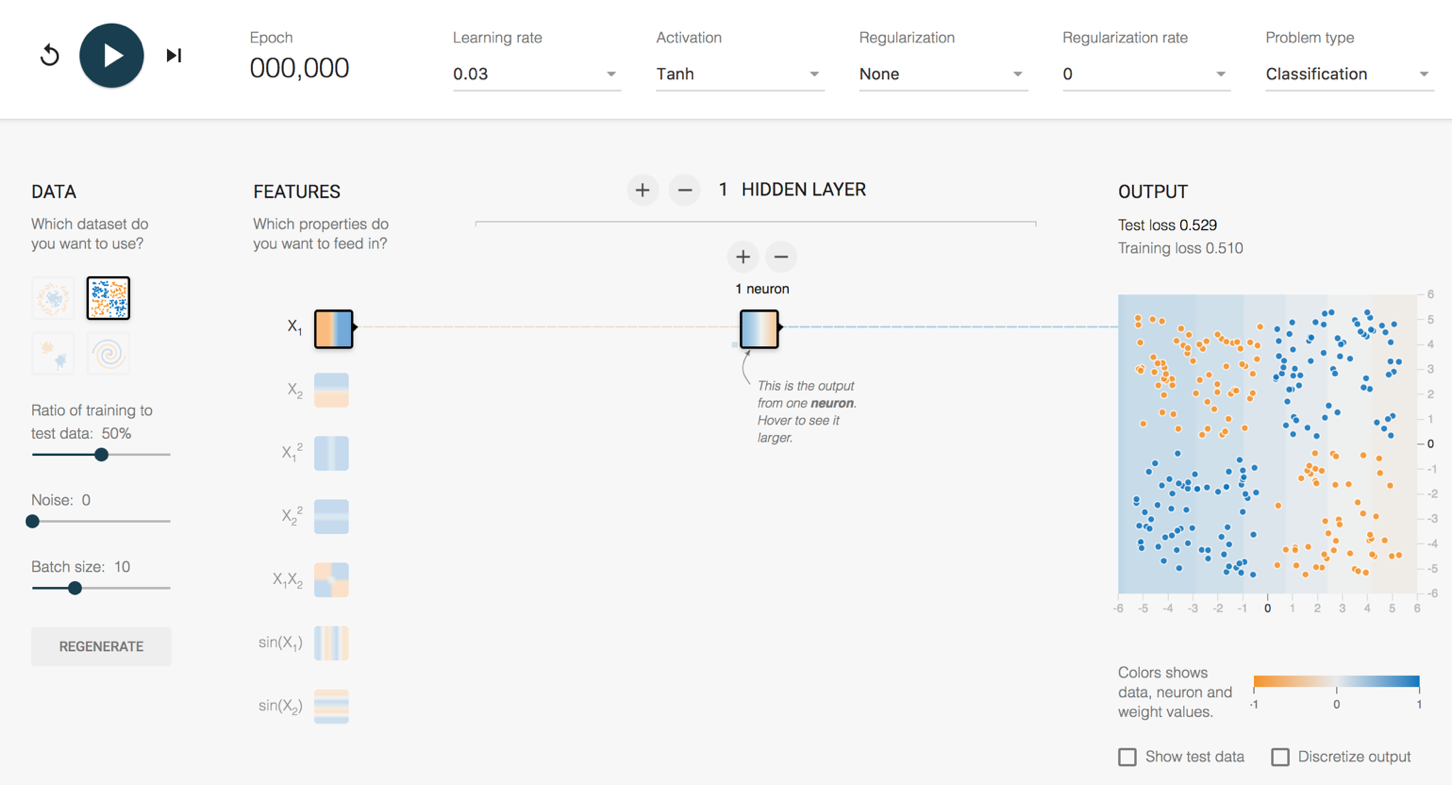 Epoch
000,000
Learning rate
0.03
Activation
Tanh
Regularization
None
Regularization rate
0
Problem type
Classification
DATA
Which dataset do
you want to use?
Ratio of training to
test data: 50%
Noise: 0
Batch size: 10
REGENERATE
FEATURES
Which properties do
you want to feed in?
X₁
X₂
X₁²
X₂²
X₁X₂
sin(X₁)
sin(X₂)
+ − 1 HIDDEN LAYER
+ −
1 neuron
This is the output
from one neuron.
Hover to see it
larger.
OUTPUT
Test loss 0.529
Training loss 0.510
6
5
4
3
2
1
0
-1
-2
-3
-4
-5
-6
-6 -5 -4 -3 -2 -1 0 1 2 3 4 5 6
Colors shows
data, neuron and
weight values.
-1 0 1
Show test data
Discretize output